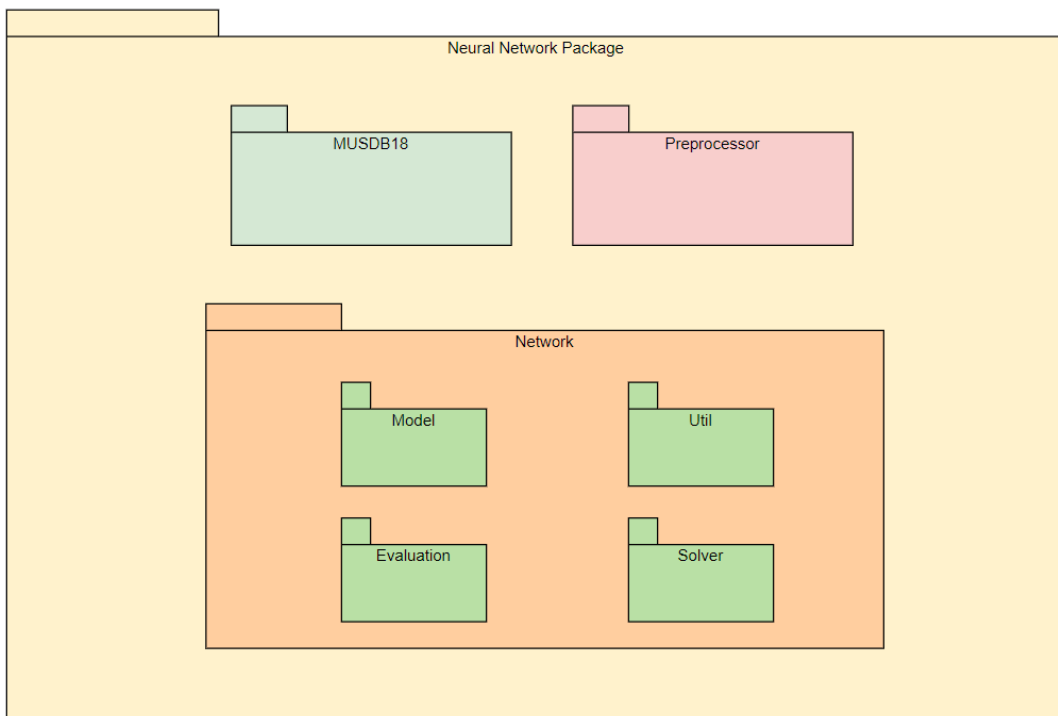 Neural Network Package
MUSDB18
Preprocessor
Network
Model
Util
Evaluation
Solver